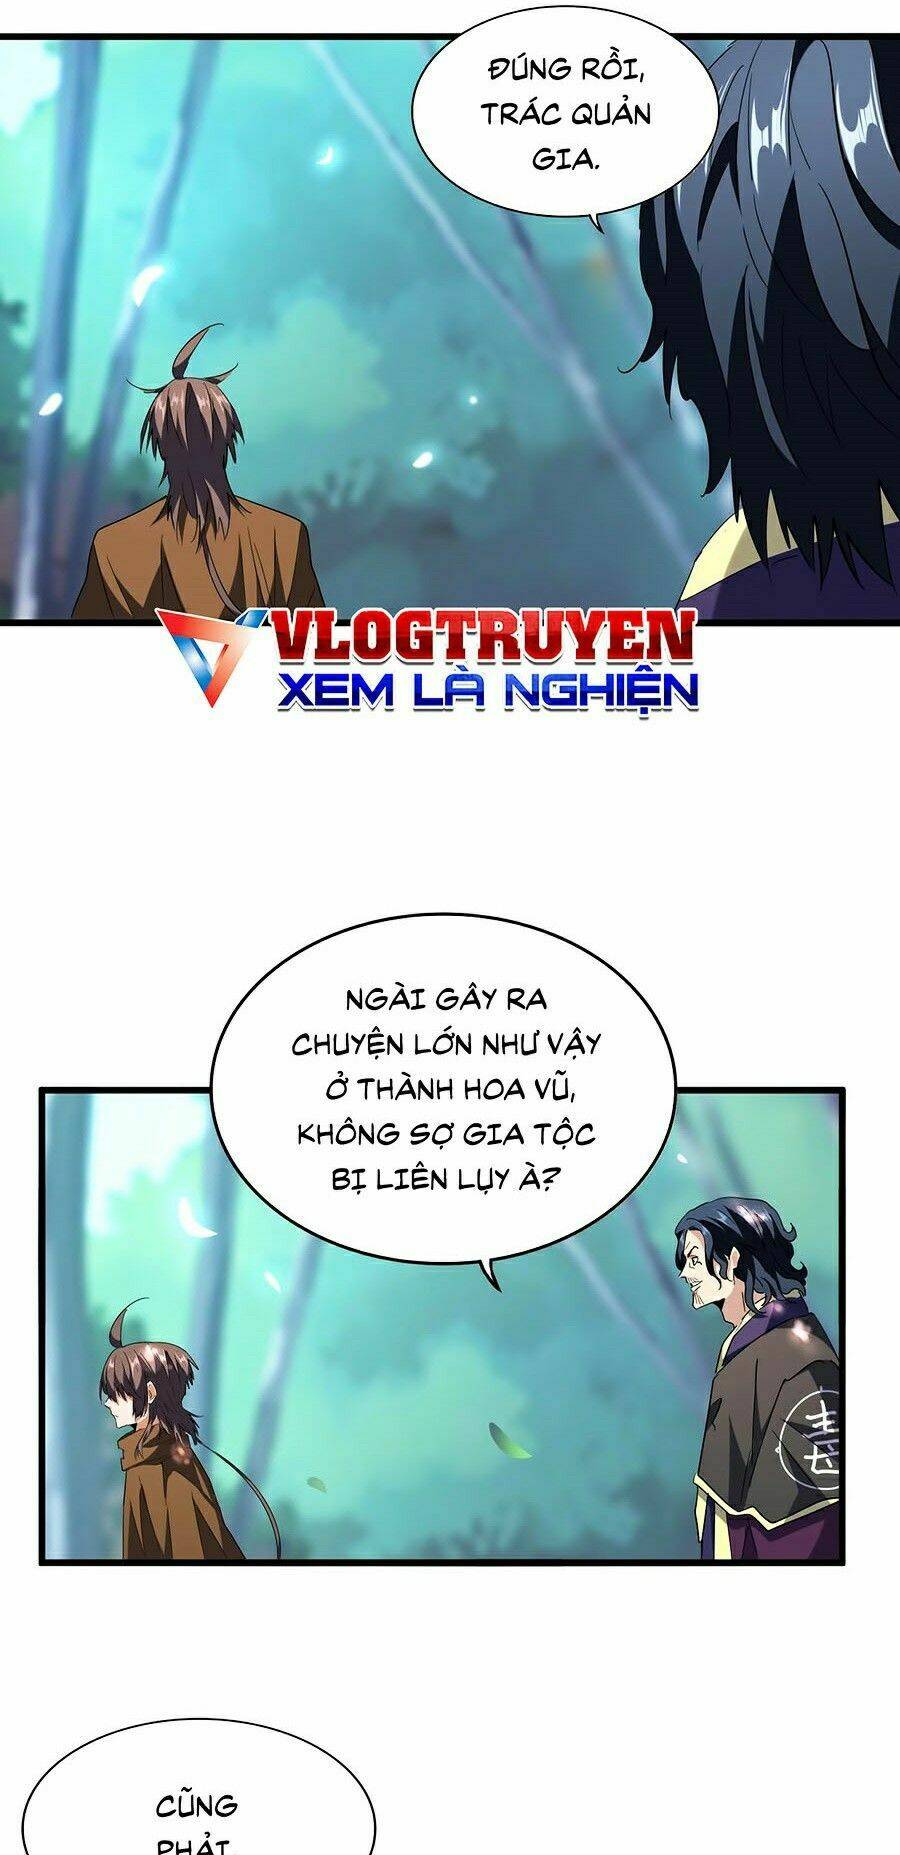 ĐÚNG RỒI,
TRÁC QUẢN
GIA.
VLOGTRUYEN
XEM LÀ NGHIỆN
NGÀI GÂY RA
CHUYỆN LỚN NHƯ VẬY
Ở THÀNH HOA VŨ,
KHÔNG SỢ GIA TỘC
BỊ LIÊN LỤY À?
CŨNG
PHẢI,